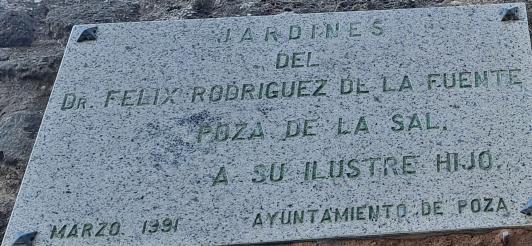 JARDINES
DEL
DR. FELIX RODRIGUEZ DE LA FUENTE
POZA DE LA SAL.
A SU ILUSTRE HIJO.
MARZO 1991 AYUNTAMIENTO DE POZA